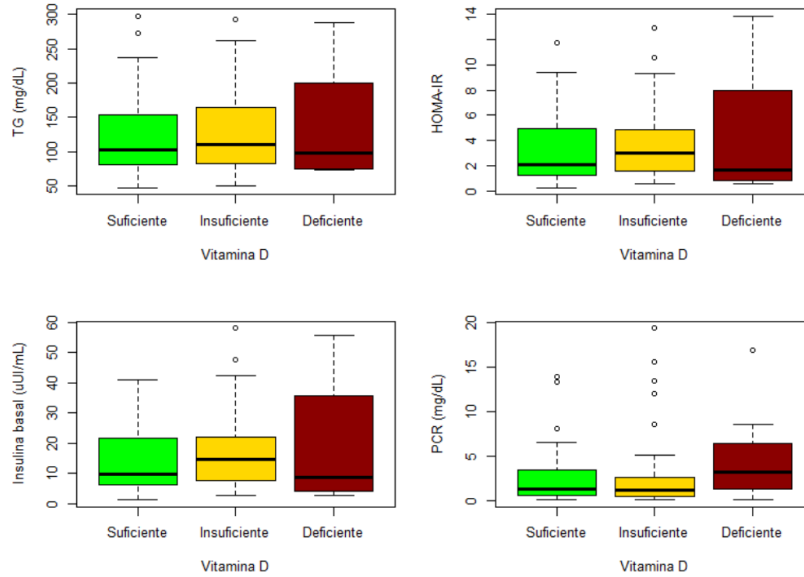 TG (mg/dL)
300
250
200
150
100
50
Suficiente Insuficiente Deficiente
Vitamina D
HOMA-IR
14
12
10
8
6
4
2
0
Suficiente Insuficiente Deficiente
Vitamina D
Insulina basal (uUI/mL)
60
50
40
30
20
10
0
Suficiente Insuficiente Deficiente
Vitamina D
PCR (mg/dL)
20
15
10
5
0
Suficiente Insuficiente Deficiente
Vitamina D